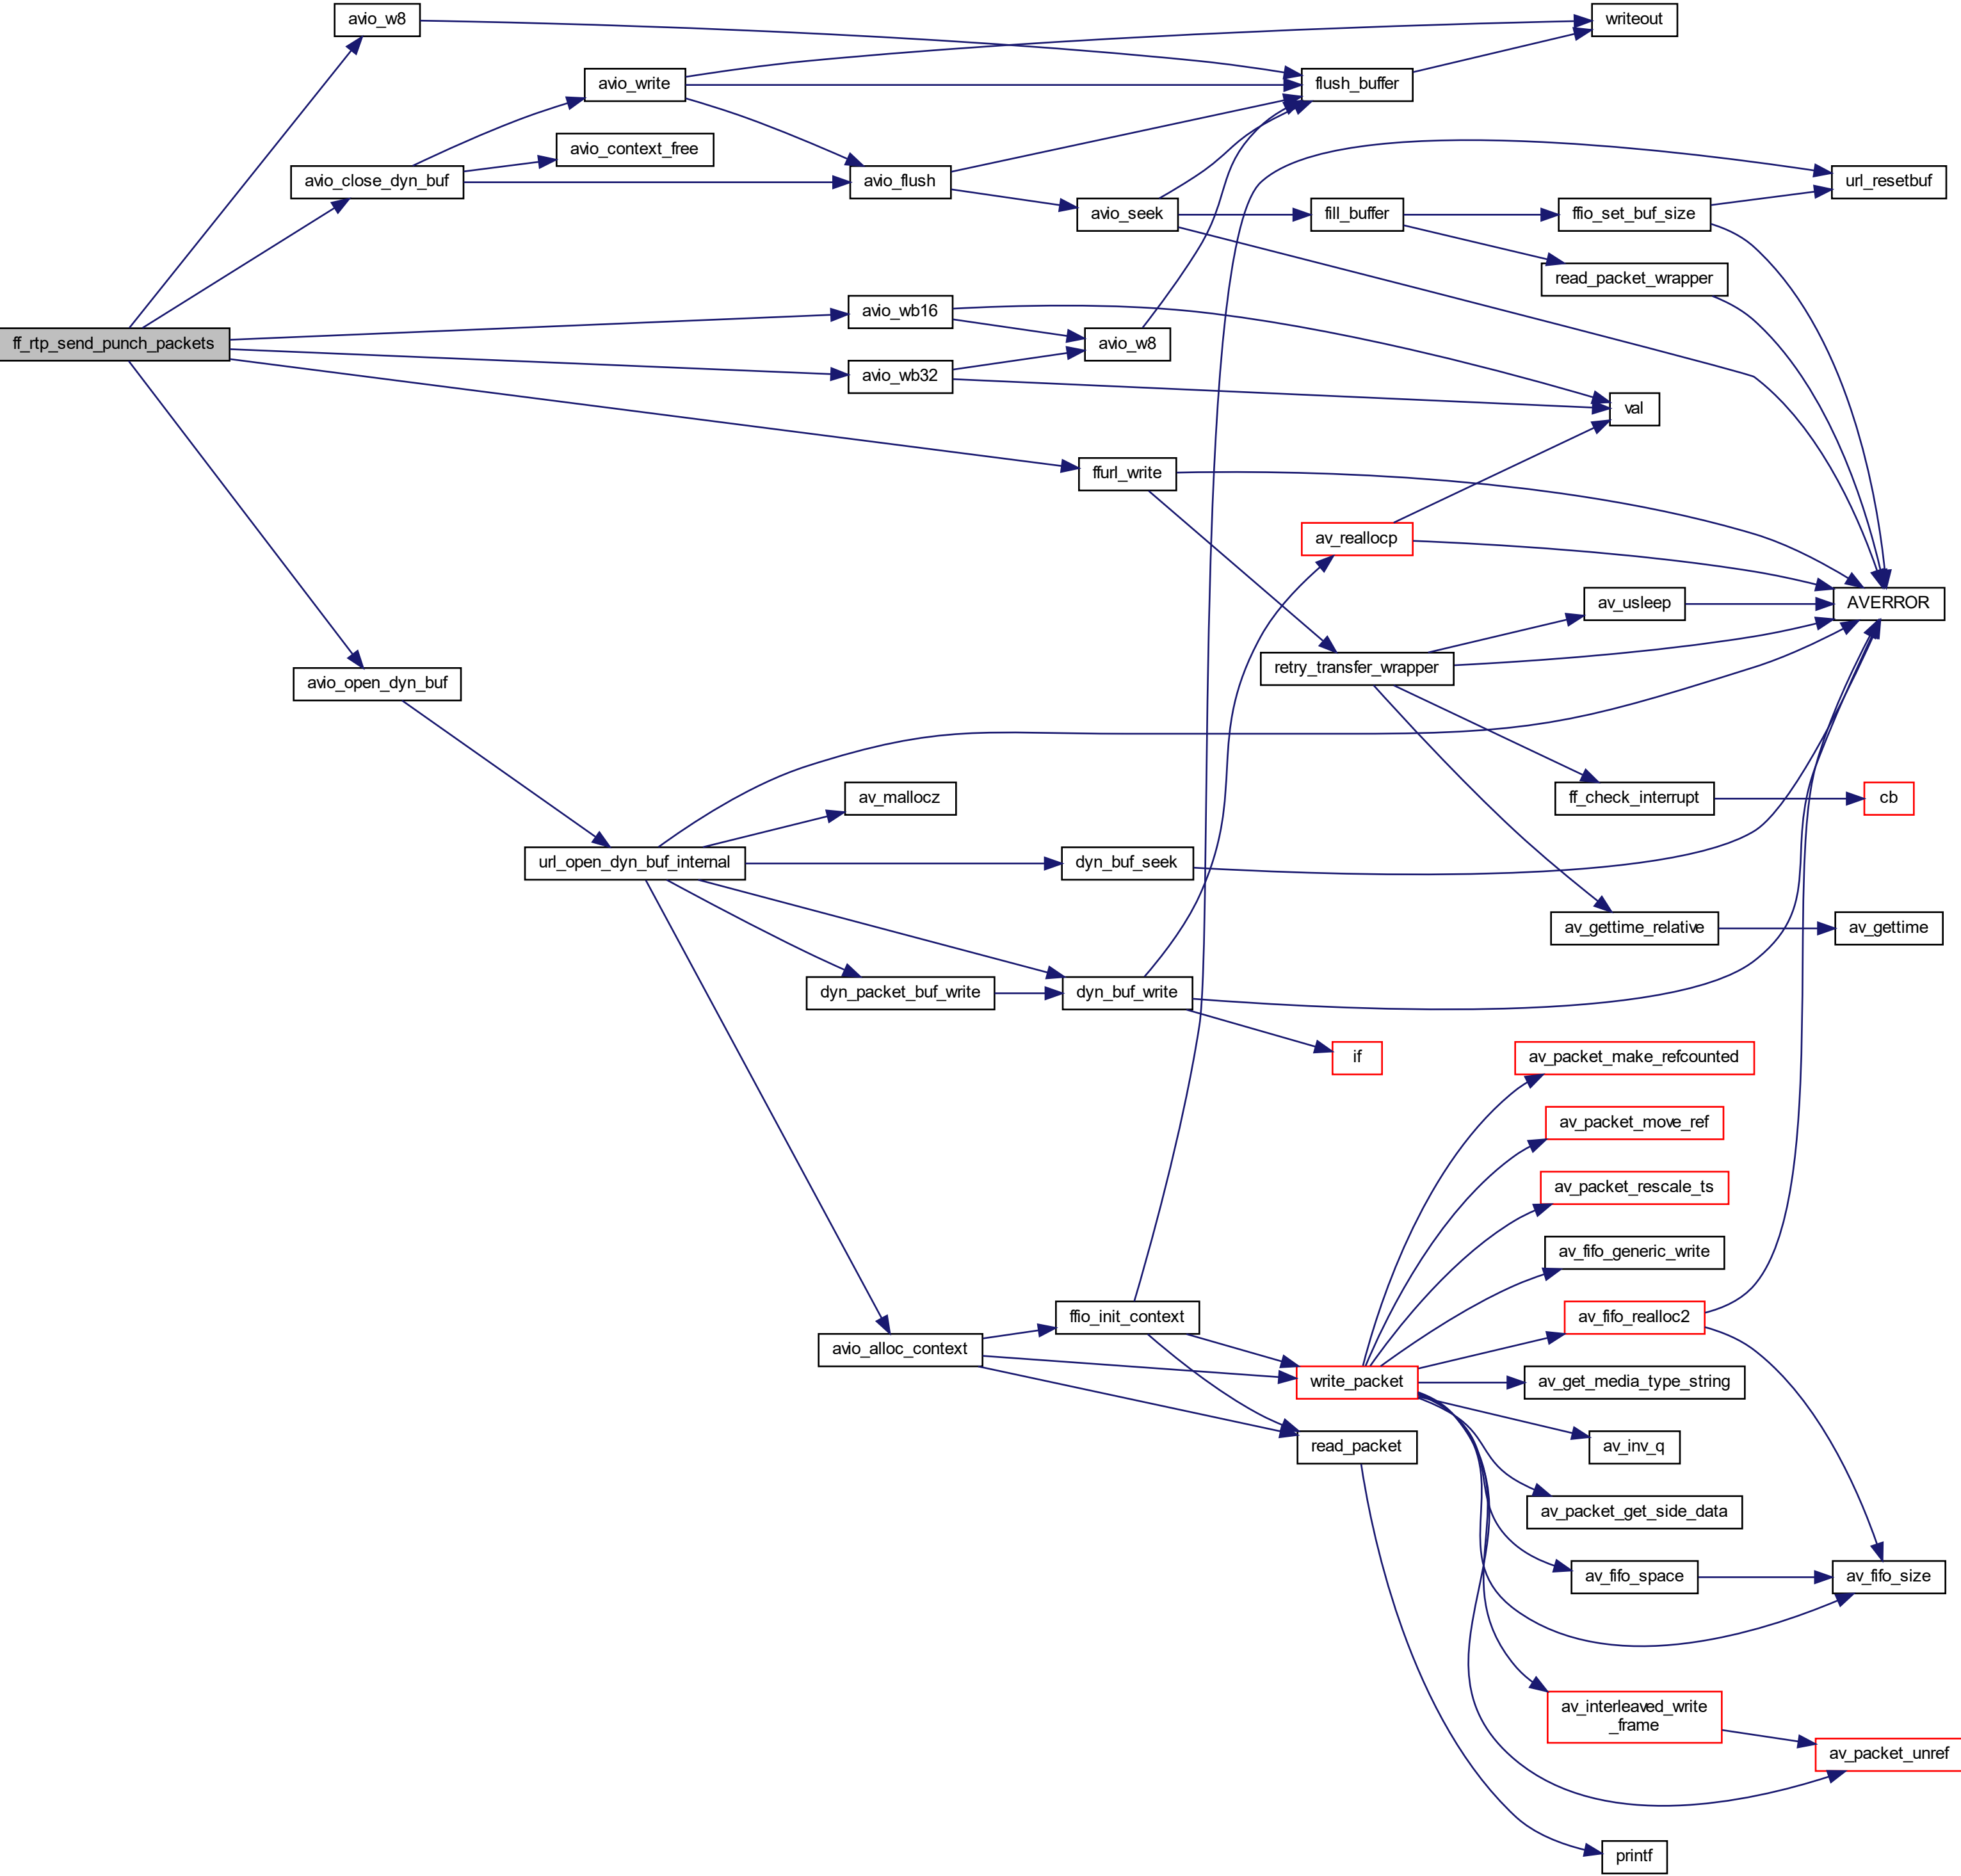 avio_w8
writeout
avio_write
flush_buffer
avio_context_free
avio_close_dyn_buf
avio_flush
url_resetbuf
avio_seek
fill_buffer
ffio_set_buf_size
read_packet_wrapper
avio_wb16
ff_rtp_send_punch_packets
avio_w8
avio_wb32
val
ffurl_write
av_reallocp
av_usleep
AVERROR
retry_transfer_wrapper
avio_open_dyn_buf
av_mallocz
ff_check_interrupt
cb
url_open_dyn_buf_internal
dyn_buf_seek
av_gettime_relative
av_gettime
dyn_packet_buf_write
dyn_buf_write
if
av_packet_make_refcounted
av_packet_move_ref
av_packet_rescale_ts
av_fifo_generic_write
ffio_init_context
av_fifo_realloc2
avio_alloc_context
write_packet
av_get_media_type_string
read_packet
av_inv_q
av_packet_get_side_data
av_fifo_space
av_fifo_size
av_interleaved_write
_frame
av_packet_unref
printf